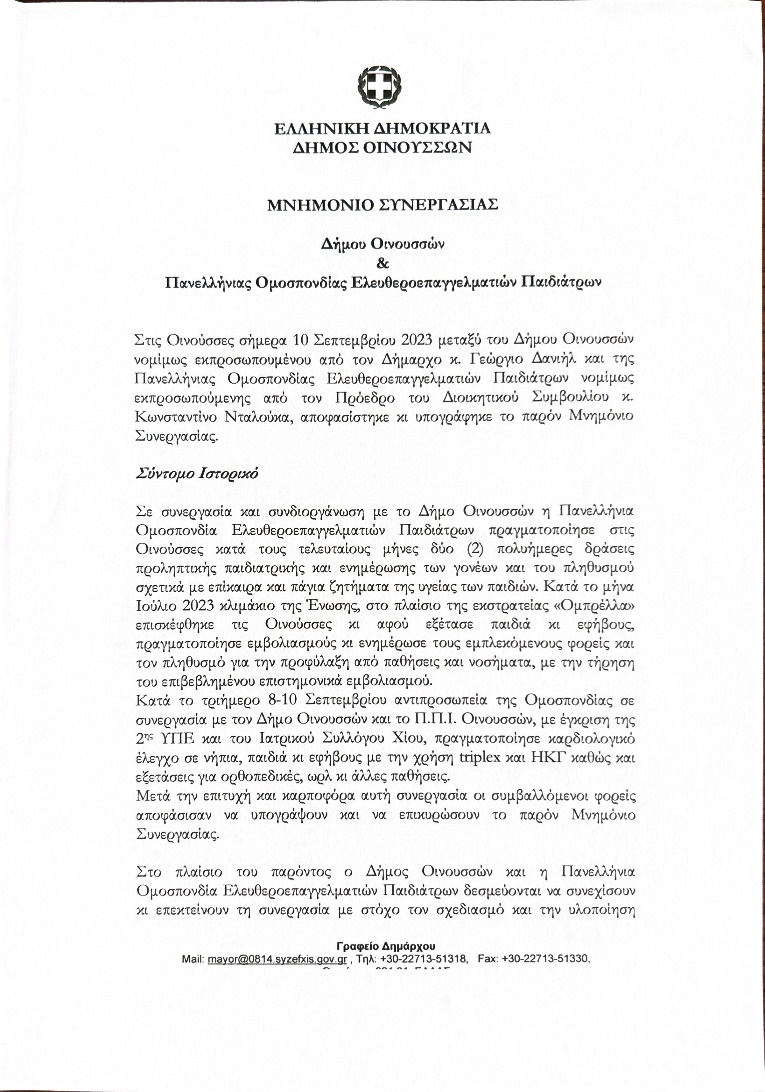 ΕΛΛΗΝΙΚΗ ΔΗΜΟΚΡΑΤΙΑ
ΔΗΜΟΣ ΟΙΝΟΥΣΣΩΝ
ΜΝΗΜΟΝΙΟ ΣΥΝΕΡΓΑΣΙΑΣ
Δήμου Οινουσσών
&
Πανελλήνιας Ομοσπονδίας Ελευθεροεπαγγελματιών Παιδιάτρων
Στις Οινούσσες σήμερα 10 Σεπτεμβρίου 2023 μεταξύ του Δήμου Οινουσσών
νομίμως εκπροσωπουμένου από τον Δήμαρχο κ. Γεώργιο Δανιήλ και της
Πανελλήνιας Ομοσπονδίας Ελευθεροεπαγγελματιών Παιδιάτρων νομίμως
εκπροσωπούμενης από τον Πρόεδρο του Διοικητικού Συμβουλίου κ.
Κωνσταντίνο Νταλούκα, αποφασίστηκε κι υπογράφηκε το παρόν Μνημόνιο
Συνεργασίας.
Σύντομο Ιστορικό
Σε συνεργασία και συνδιοργάνωση με το Δήμο Οινουσσών η Πανελλήνια
Ομοσπονδία Ελευθεροεπαγγελματιών Παιδιάτρων πραγματοποίησε στις
Οινούσσες κατά τους τελευταίους μήνες δύο (2) πολυήμερες δράσεις
προληπτικής παιδιατρικής και ενημέρωσης των γονέων και του πληθυσμού
σχετικά με επίκαιρα και πάγια ζητήματα της υγείας των παιδιών. Κατά το μήνα
Ιούλιο 2023 κλιμάκιο της Ένωσης, στο πλαίσιο της εκστρατείας «Ομπρέλλα»
επισκέφθηκε τις Οινούσσες κι αφού εξέτασε παιδιά κι εφήβους,
πραγματοποίησε εμβολιασμούς κι ενημέρωσε τους εμπλεκόμενους φορείς και
τον πληθυσμό για την προφύλαξη από παθήσεις και νοσήματα, με την τήρηση
του επιβεβλημένου επιστημονικά εμβολιασμού.
Κατά το τριήμερο 8-10 Σεπτεμβρίου αντιπροσωπεία της Ομοσπονδίας σε
συνεργασία με τον Δήμο Οινουσσών και το Π.Π.Ι. Οινουσσών, με έγκριση της
2ης ΥΠΕ και του Ιατρικού Συλλόγου Χίου, πραγματοποίησε καρδιολογικό
έλεγχο σε νήπια, παιδιά κι εφήβους με την χρήση triplex και ΗΚΓ καθώς και
εξετάσεις για ορθοπεδικές, ωρλ κι άλλες παθήσεις.
Μετά την επιτυχή και καρποφόρα αυτή συνεργασία οι συμβαλλόμενοι φορείς
αποφάσισαν να υπογράψουν και να επικυρώσουν το παρόν Μνημόνιο
Συνεργασίας.
Στο πλαίσιο του παρόντος ο Δήμος Οινουσσών και η Πανελλήνια
Ομοσπονδία Ελευθεροεπαγγελματιών Παιδιάτρων δεσμεύονται να συνεχίσουν
κι επεκτείνουν τη συνεργασία με στόχο τον σχεδιασμό και την υλοποίηση
Γραφείο Δημάρχου
Mail: mayor@0814.syzefxis.gov.gr , Τηλ: +30-22713-51318, Fax: +30-22713-51330,